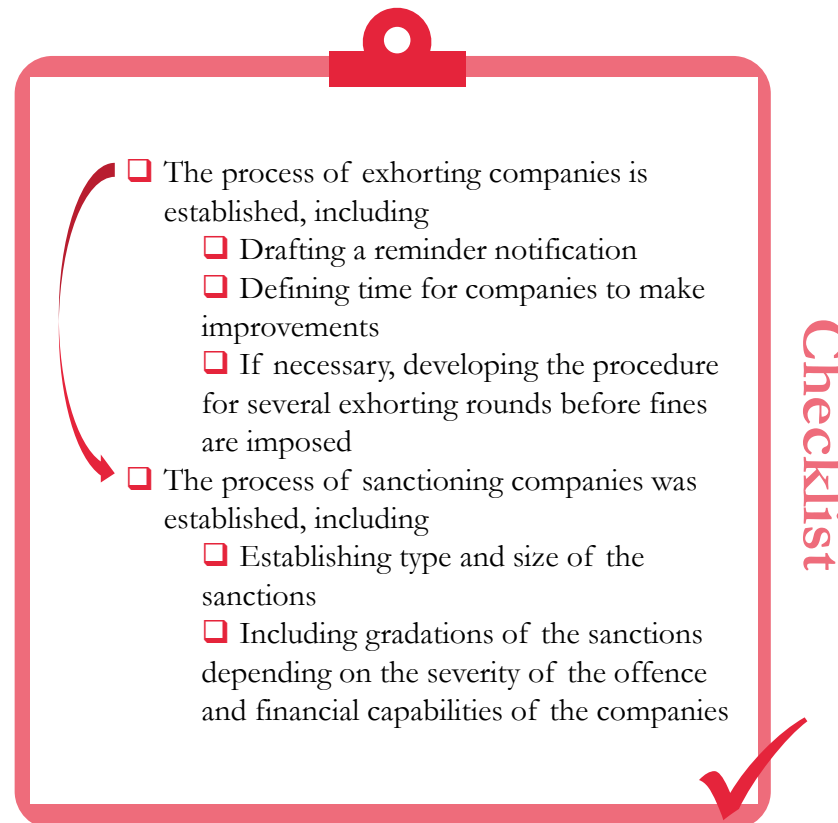 ❑ The process of exhorting companies is
established, including
❑ Drafting a reminder notification
❑ Defining time for companies to make
improvements
❑ If necessary, developing the procedure
for several exhorting rounds before fines
are imposed
❑ The process of sanctioning companies was
established, including
❑ Establishing type and size of the
sanctions
❑ Including gradations of the sanctions
depending on the severity of the offence
and financial capabilities of the companies
Checklist